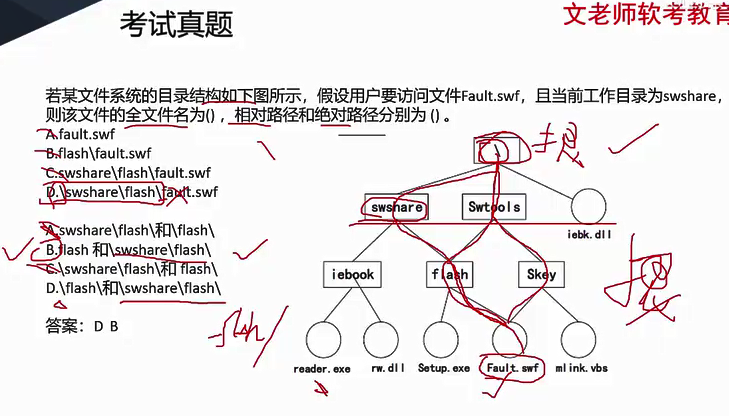 考试真题
文老师软考教育
若某文件系统的目录结构如下图所示，假设用户要访问文件Fault.swf，且当前工作目录为swshare，
则该文件的全文件名为()，相对路径和绝对路径分别为 ()。
A.fault.swf
B.flash\fault.swf
C.swshare\flash\fault.swf
D.\swshare\flash\fault.swf
A.swshare\flash\和\flash\
B.flash 和\swshare\flash\
C.\swshare\flash\和 flash\
D.\flash\和\swshare\flash\
答案：D B
\
swshare
Swtools
iebk.dll
iebook
flash
Skey
reader.exe
rw.dll
Setup.exe
Fault.swf
mlink.vbs
flash/